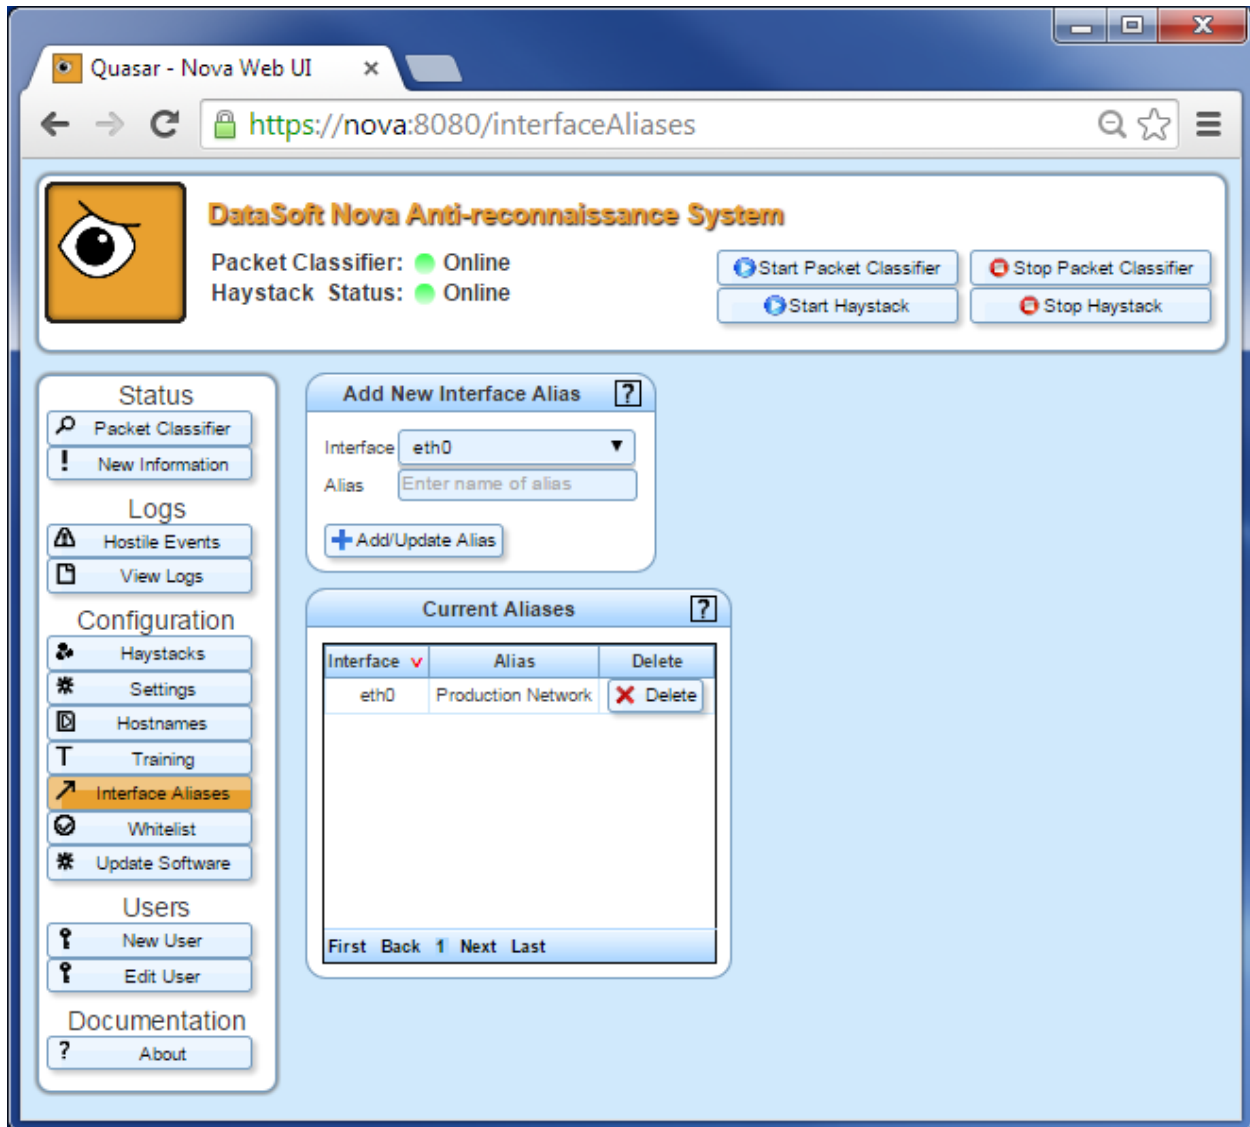 Quasar - Nova Web UI
https://nova:8080/interfaceAliases
DataSoft Nova Anti-reconnaissance System
Packet Classifier: Online
Haystack Status: Online
Start Packet Classifier
Stop Packet Classifier
Start Haystack
Stop Haystack
Status
Packet Classifier
! New Information
Logs
Hostile Events
View Logs
Configuration
Haystacks
Settings
Hostnames
T Training
Interface Aliases
Whitelist
Update Software
Users
New User
Edit User
Documentation
? About
Add New Interface Alias ?
Interface eth0
Alias Enter name of alias
Add/Update Alias
Current Aliases ?
Interface Alias Delete
eth0 Production Network Delete
First Back 1 Next Last